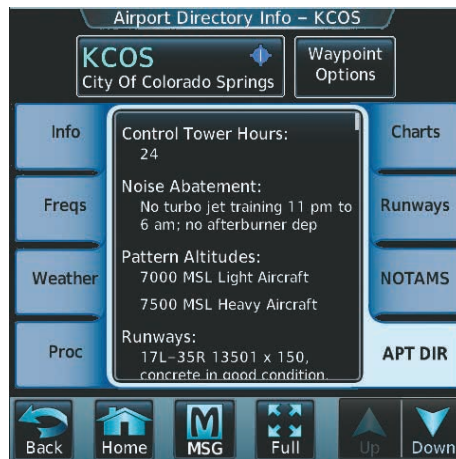 Airport Directory Info – KCOS
KCOS
City Of Colorado Springs
Waypoint
Options
Info
Freqs
Weather
Proc
Control Tower Hours:
24
Noise Abatement:
No turbo jet training 11 pm to
6 am; no afterburner dep
Pattern Altitudes:
7000 MSL Light Aircraft
7500 MSL Heavy Aircraft
Runways:
17L–35R 13501 x 150,
concrete in good condition.
Charts
Runways
NOTAMS
APT DIR
Back
Home
MSG
Full
Up
Down